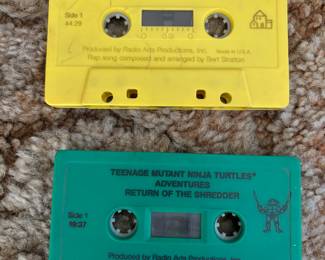 Side 1
44:29
Produced by Radio Arts Productions, Inc. Made in U.S.A.
Rap song composed and arranged by Bert Stratton
TEENAGE MUTANT NINJA TURTLES®
ADVENTURES
RETURN OF THE SHREDDER
Side 1
19:37
Produced by Radio Arts Productions, Inc.